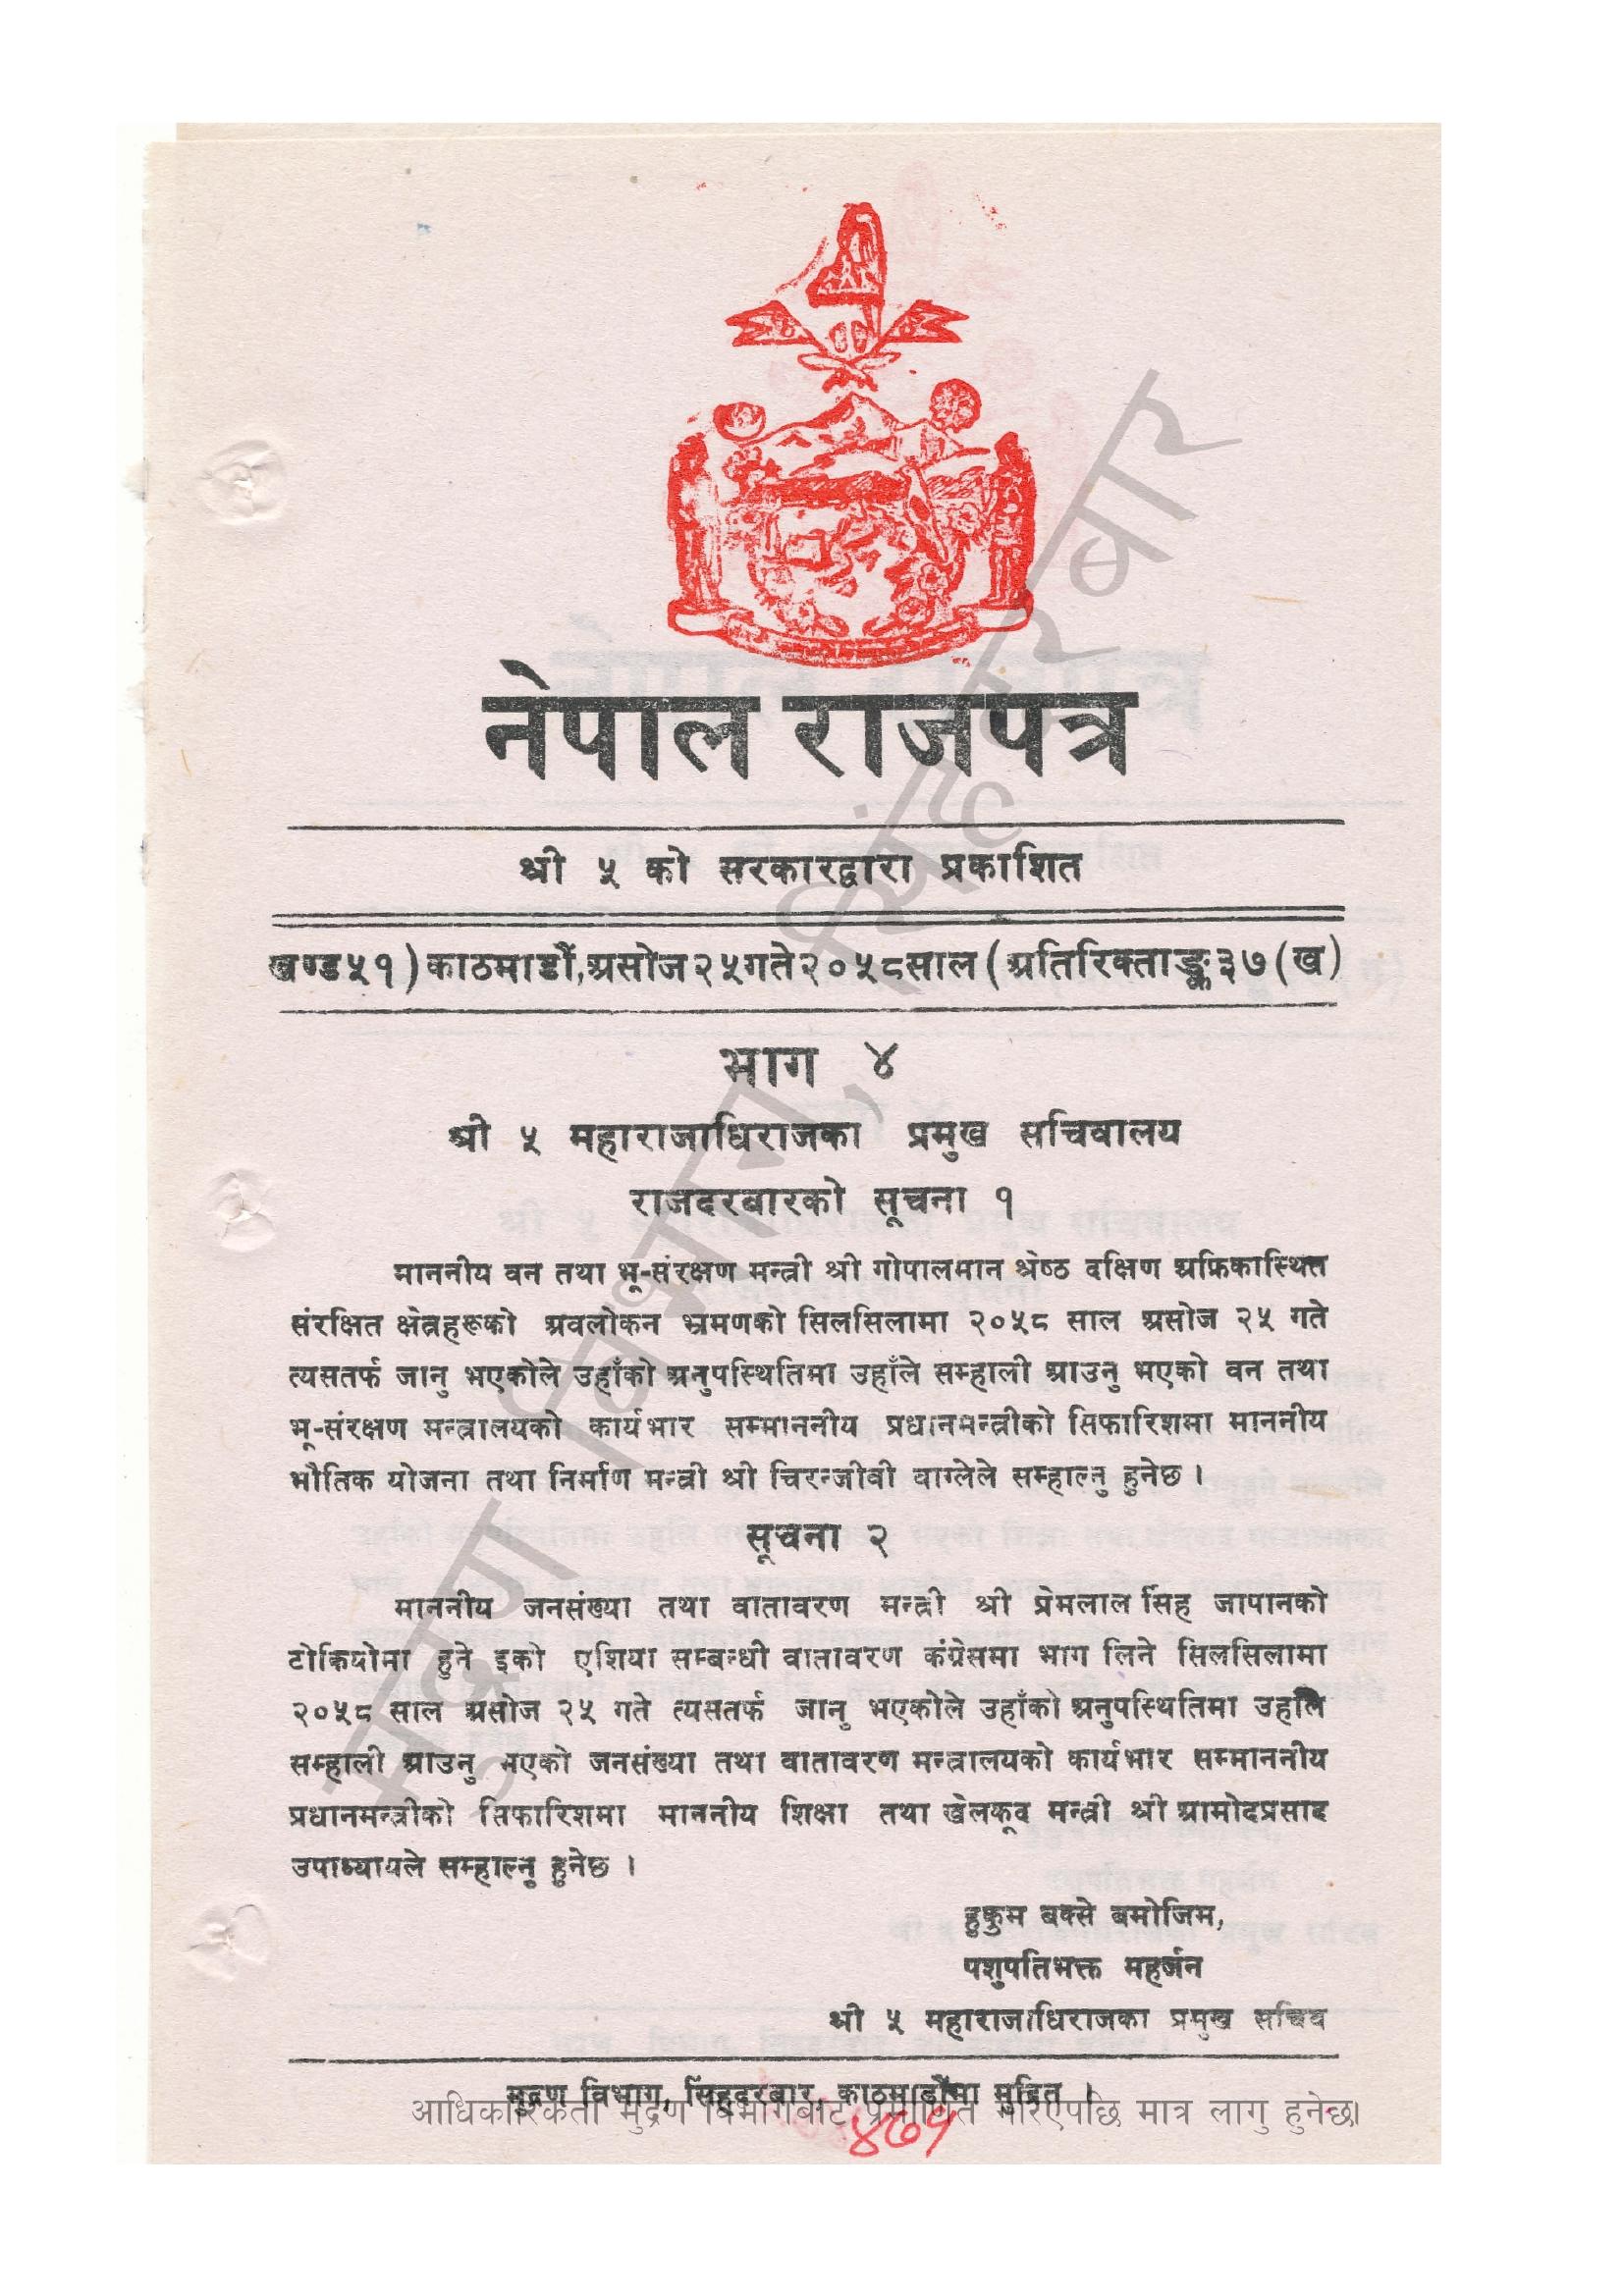 नेपाल राजपत्र
श्री ५ को सरकारद्वारा प्रकाशित
खण्ड ५१) काठमाडौं, असोज २५ गते २०५८ साल (अतिरिक्ताङ्क ३७ (ख)
भाग ४
श्री ५ महाराजाधिराजका प्रमुख सचिवालय
राजदरबारको सूचना १
माननीय वन तथा भू-संरक्षण मन्त्री श्री गोपालमान श्रेष्ठ दक्षिण अफ्रिकास्थित
संरक्षित क्षेत्रहरूको अवलोकन भ्रमणको सिलसिलामा २०५८ साल असोज २५ गते
त्यसतर्फ जानु भएकोले उहाँको अनुपस्थितिमा उहाँले सम्हाली आउनु भएको वन तथा
भू-संरक्षण मन्त्रालयको कार्यभार सम्माननीय प्रधानमन्त्रीको सिफारिशमा माननीय
भौतिक योजना तथा निर्माण मन्त्री श्री चिरन्जीवी वाग्लेले सम्हाल्नु हुनेछ ।
सूचना २
माननीय जनसंख्या तथा वातावरण मन्त्री श्री प्रेमलाल सिंह जापानको
टोकियोमा हुने इको एशिया सम्बन्धी वातावरण कंग्रेसमा भाग लिने सिलसिलामा
२०५८ साल असोज २५ गते त्यसतर्फ जानु भएकोले उहाँको अनुपस्थितिमा उहाँले
सम्हाली आउनु भएको जनसंख्या तथा वातावरण मन्त्रालयको कार्यभार सम्माननीय
प्रधानमन्त्रीको सिफारिशमा माननीय शिक्षा तथा खेलकूद मन्त्री श्री आमोदप्रसाद
उपाध्यायले सम्हाल्नु हुनेछ ।
हुकुम बक्से बमोजिम,
पशुपतिभक्त महर्जन
श्री ५ महाराजाधिराजका प्रमुख सचिव
मुद्रण विभाग, सिंहदरबार, काठमाडौंमा मुद्रित ।
आधिकारिकता मुद्रण विभागबाट प्रमाणित गरिएपछि मात्र लागु हुनेछ।
४७१
मुद्रण विभाग, सिंहदरबार